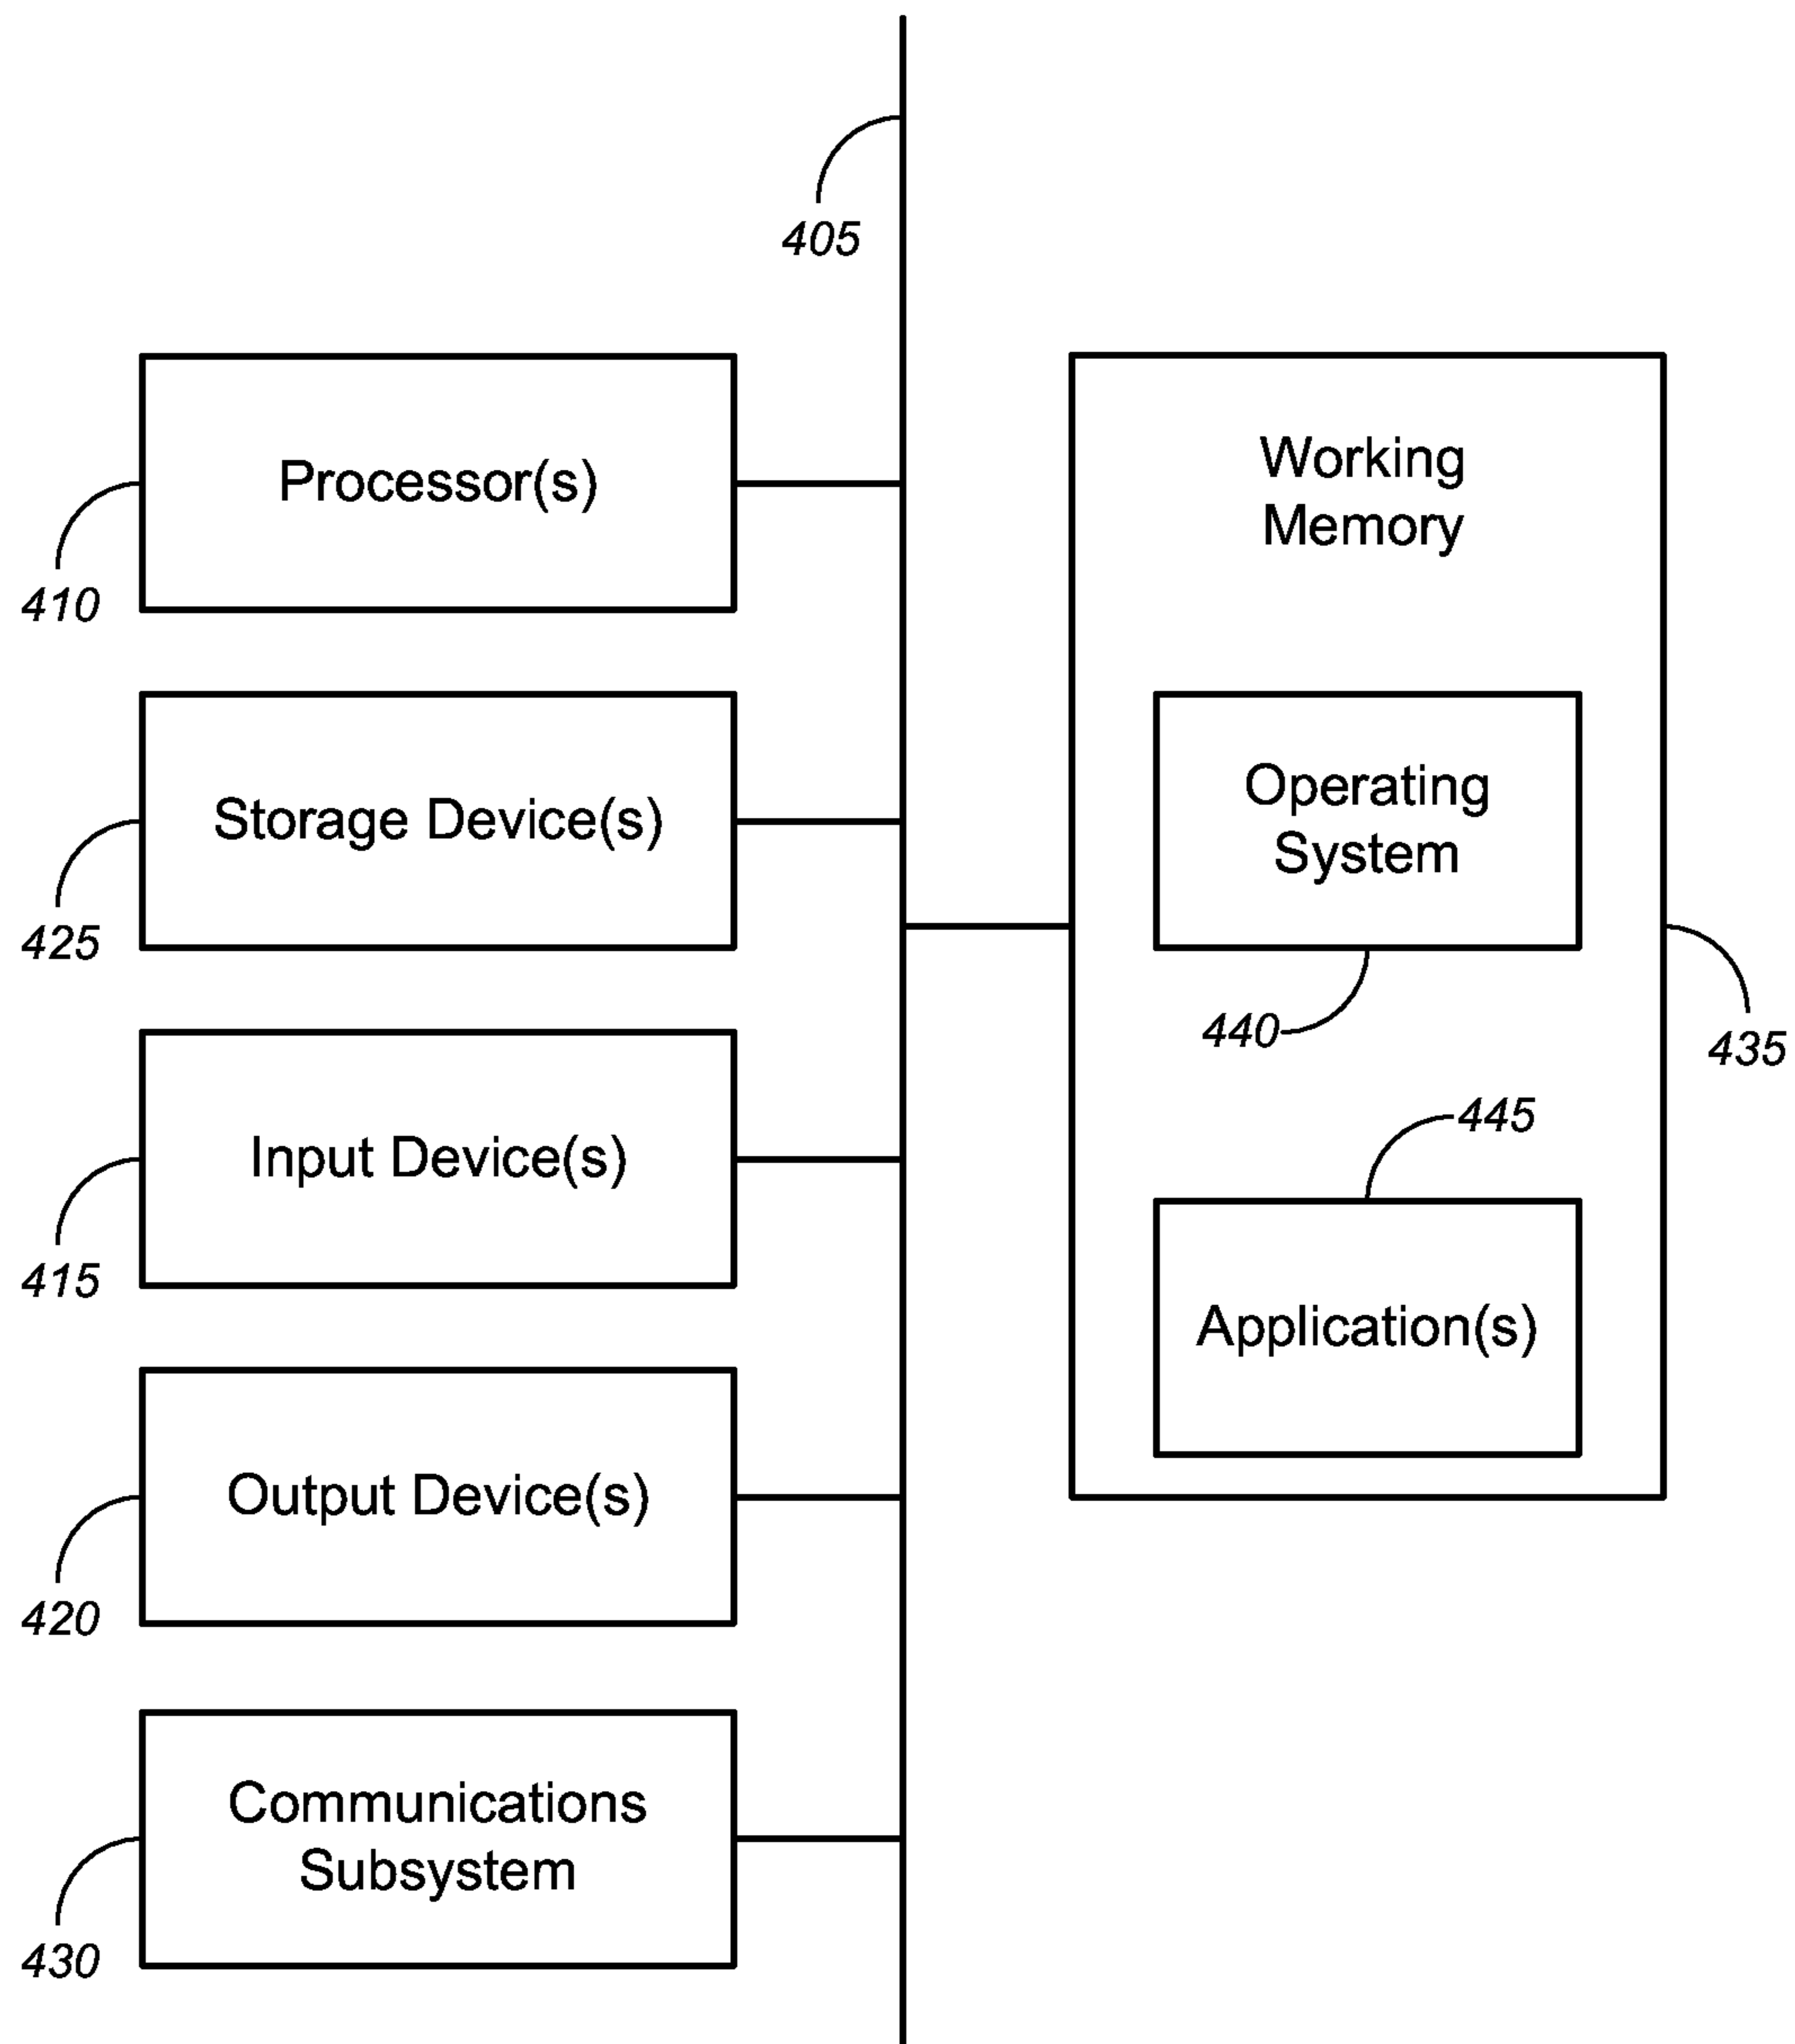 405
Processor(s)
410
Storage Device(s)
425
Input Device(s)
415
Output Device(s)
420
Communications
Subsystem
430
Working
Memory
Operating
System
440
435
445
Application(s)